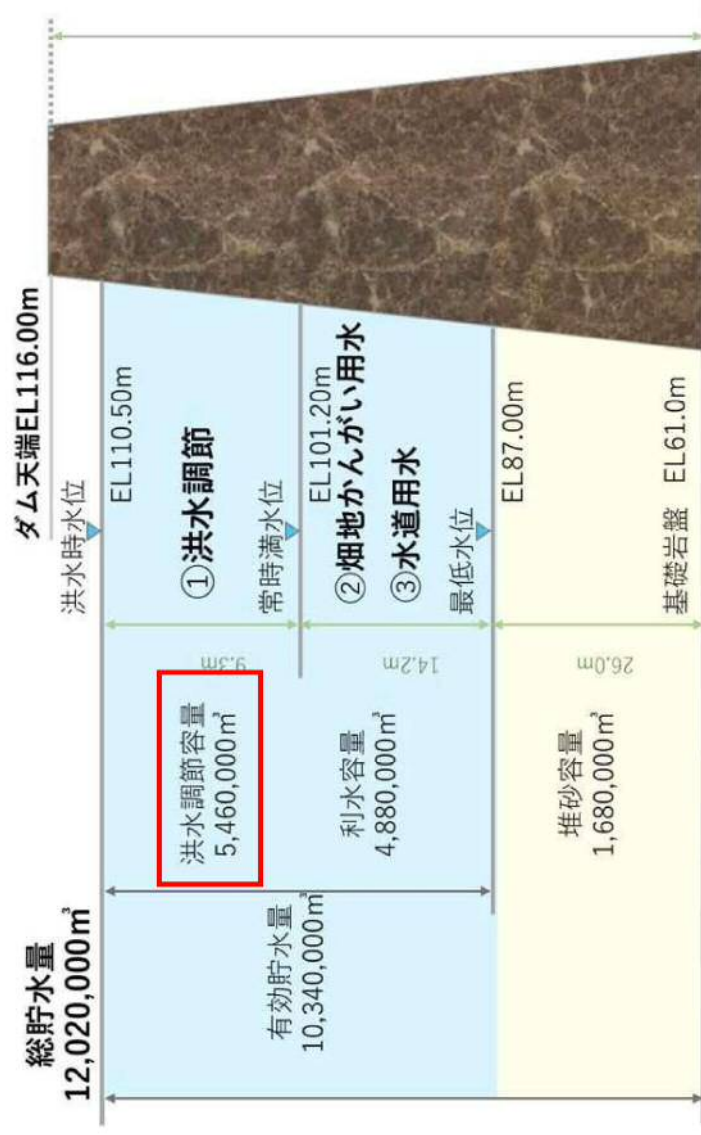 総貯水量
12,020,000㎥
ダム天端EL116.00m
洪水時水位
EL110.50m
洪水調節容量
5,460,000㎥
9.3m
①洪水調節
常時満水位
EL101.20m
有効貯水量
10,340,000㎥
利水容量
4,880,000㎥
14.2m
②畑地かんがい用水
③水道用水
最低水位
EL87.00m
堆砂容量
1,680,000㎥
26.0m
基礎岩盤 EL61.0m